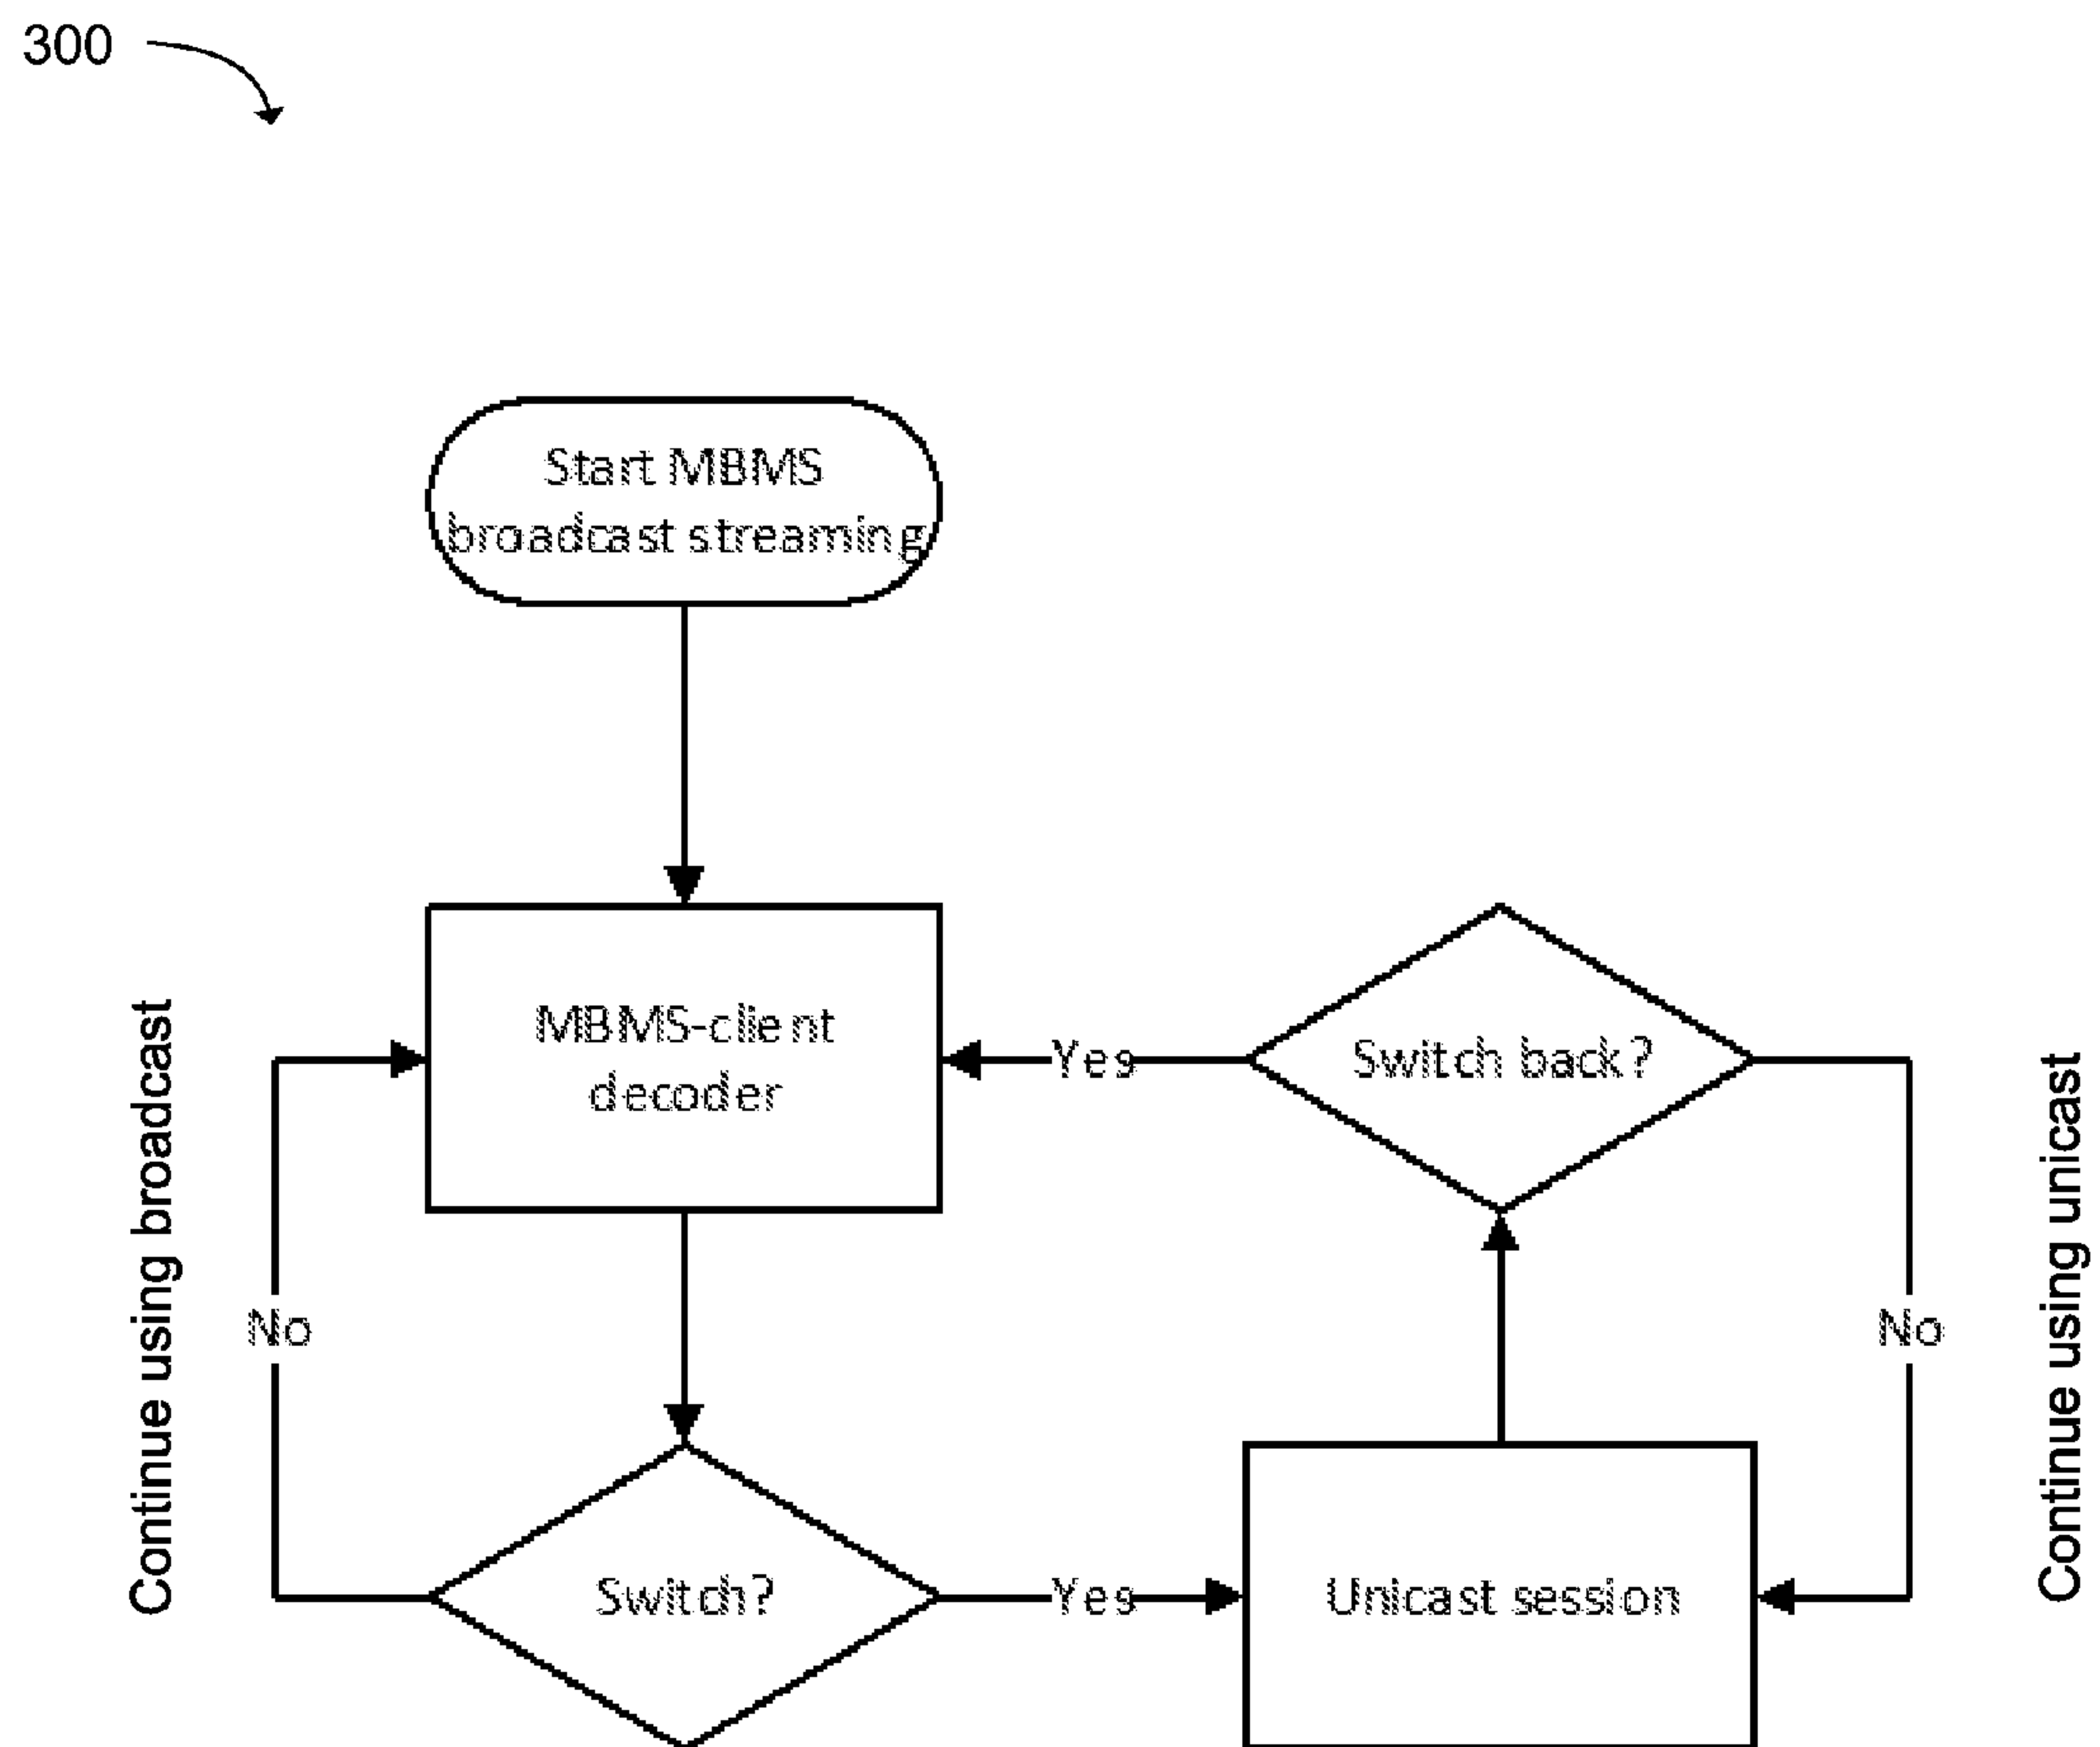 300
Start MBMS
broadcast streaming
MBMS-client
decoder
Yes
Switch back?
Continue using broadcast
No
No
Continue using unicast
Switch?
Yes
Unicast session